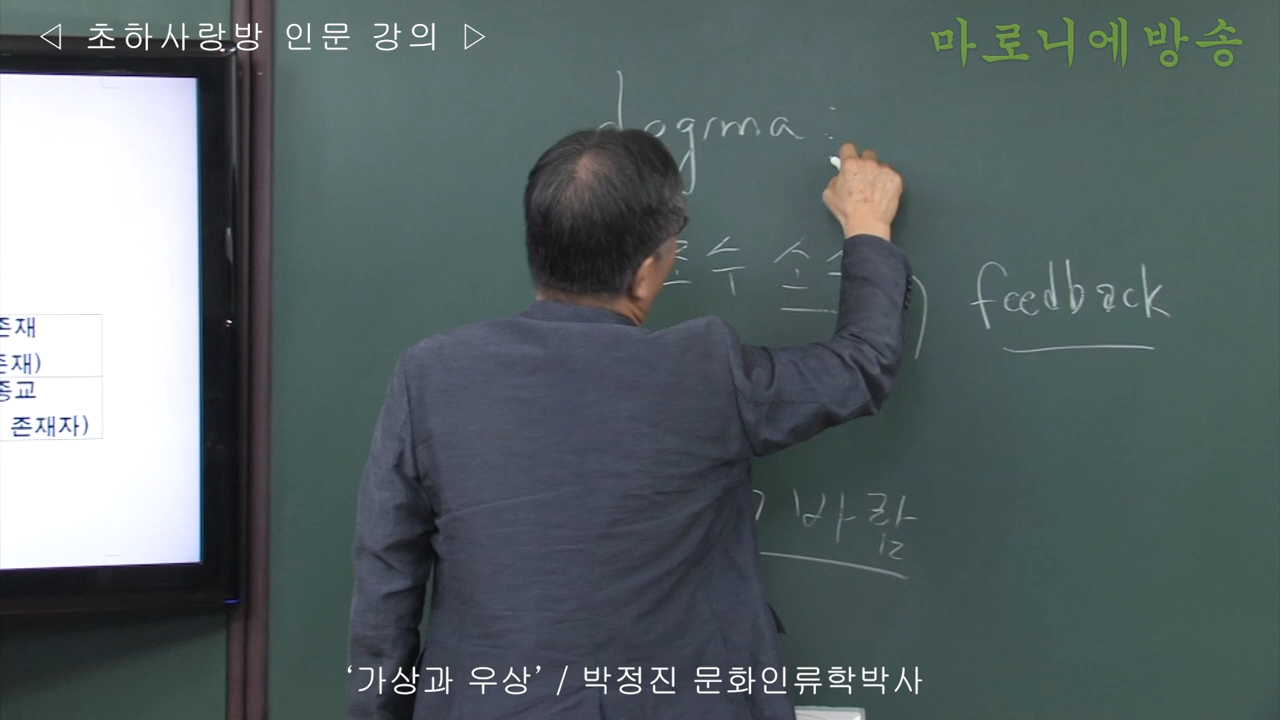 ◁ 초하사랑방 인문 강의 ▷
마로니에방송
dogma :
feedback
바람
존재
존재)
종교
존재자)
'가상과 우상' / 박정진 문화인류학박사